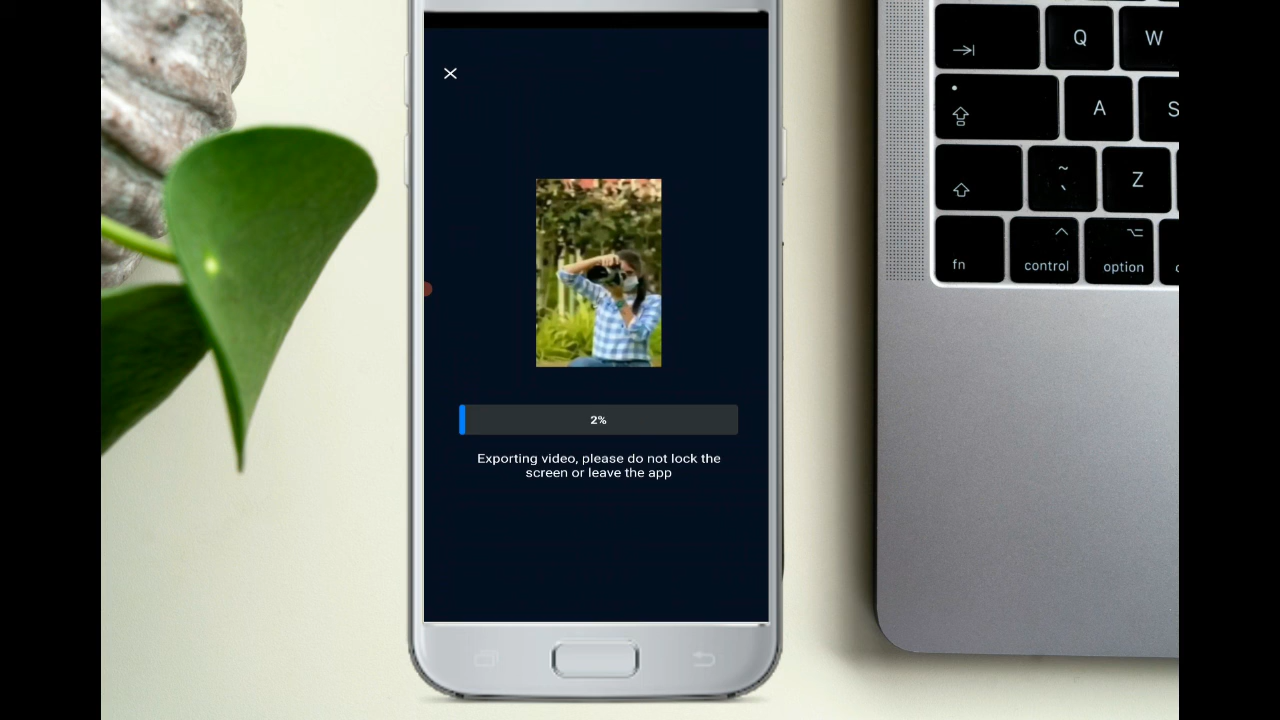 2%
Exporting video, please do not lock the
screen or leave the app
Q W
A S
~
` Z
fn control option